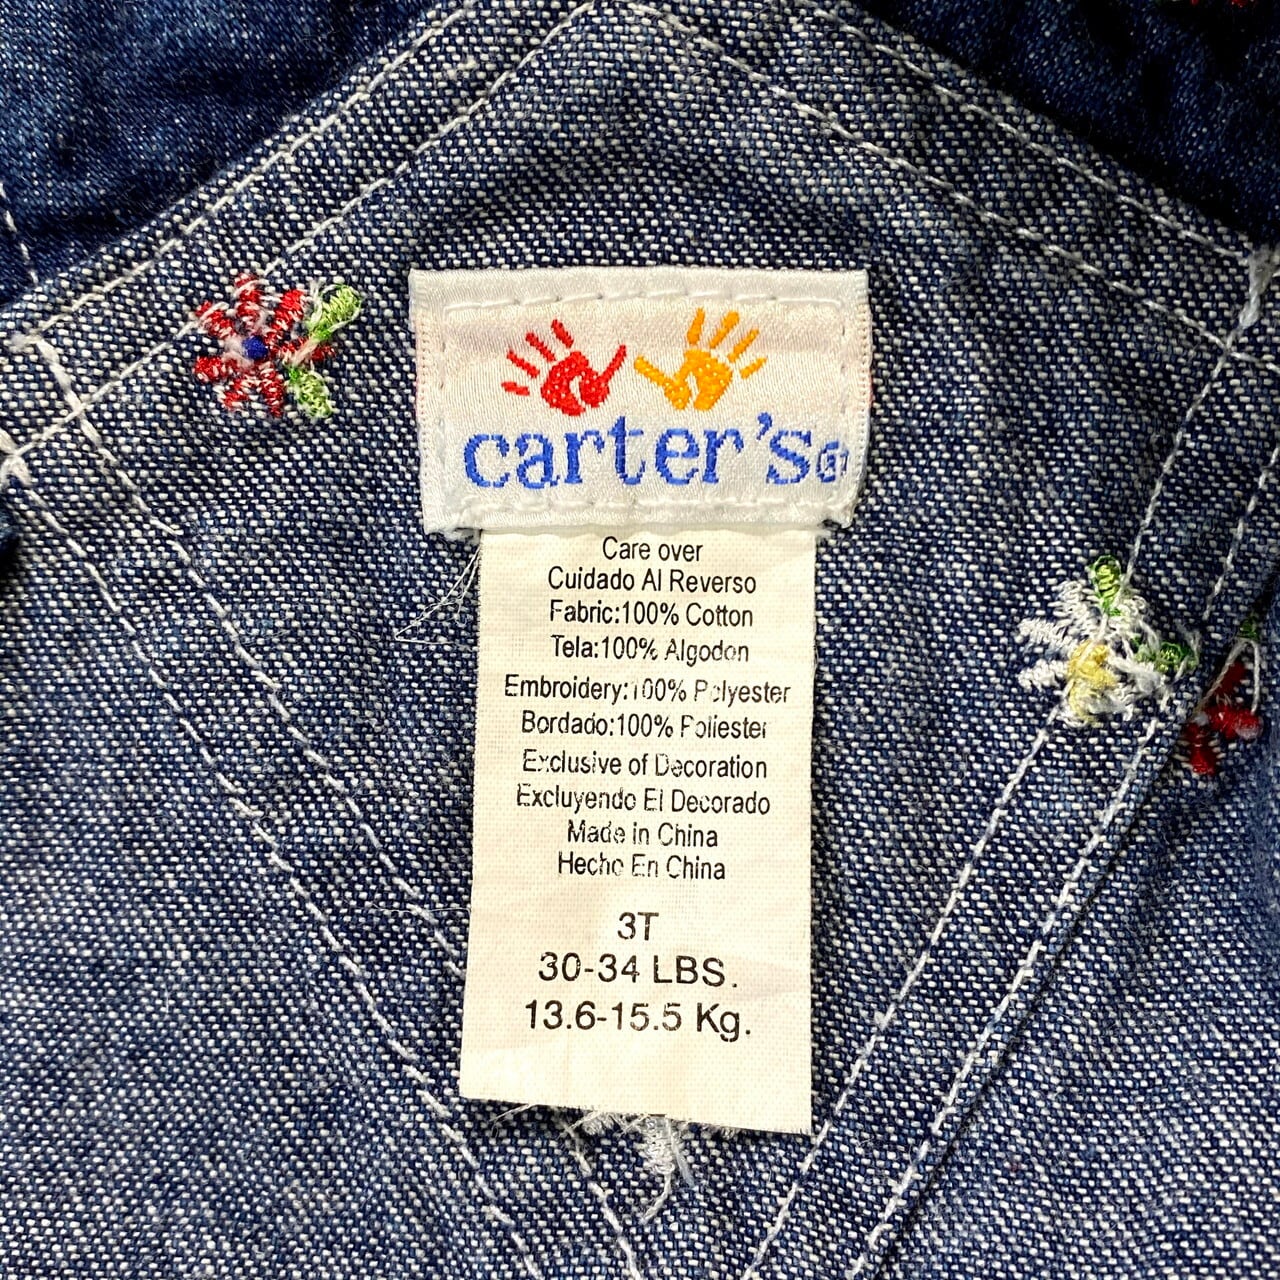 carter's®
Care over
Cuidado Al Reverso
Fabric:100% Cotton
Tela:100% Algodon
Embroidery:100% Polyester
Bordado:100% Poliester
Exclusive of Decoration
Excluyendo El Decorado
Made in China
Hecho En China
3T
30-34 LBS.
13.6-15.5 Kg.